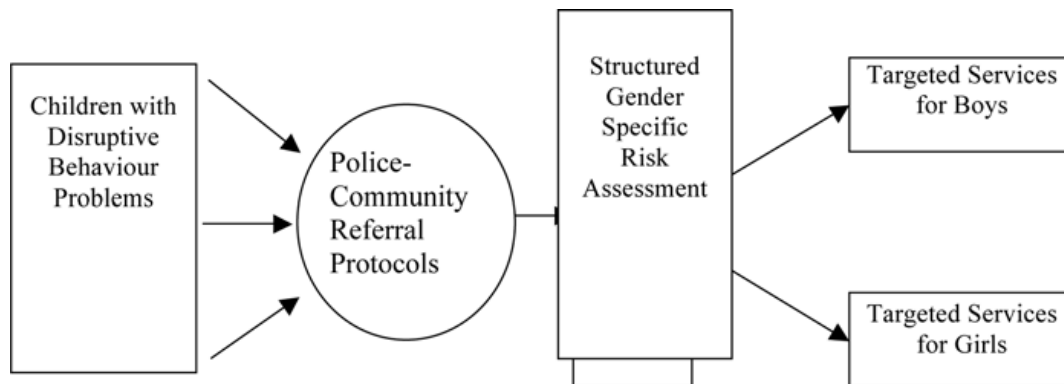 Children with
Disruptive
Behaviour
Problems
Police-
Community
Referral
Protocols
Structured
Gender
Specific
Risk
Assessment
Targeted Services
for Boys
Targeted Services
for Girls